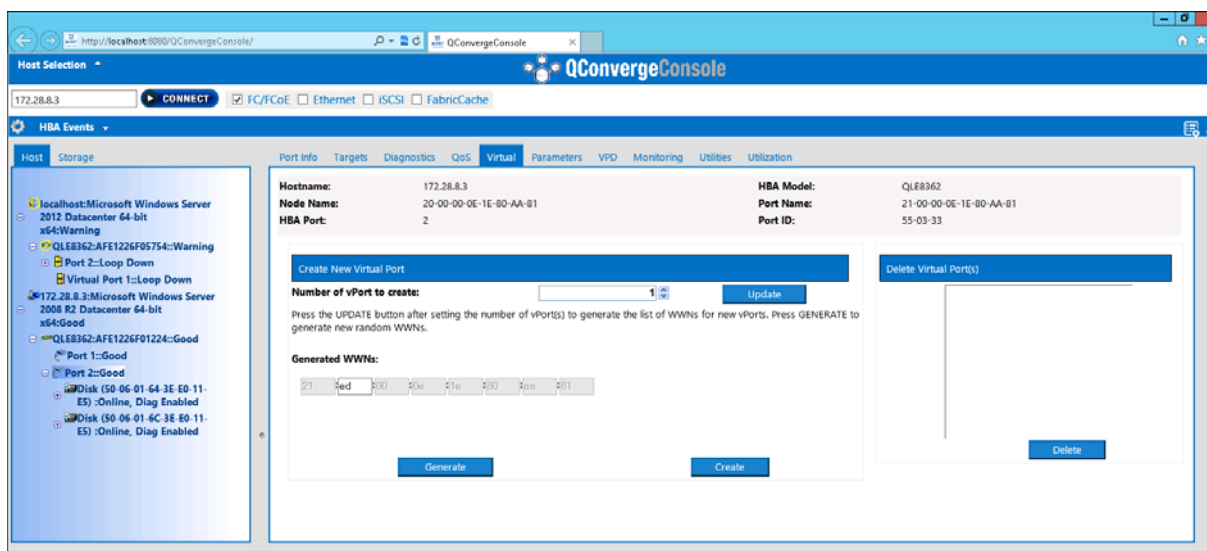 http://localhost:8080/QConvergeConsole/
QConvergeConsole
Host Selection
QConvergeConsole
172.28.8.3
CONNECT
FC/FCoE
Ethernet
iSCSI
FabricCache
HBA Events
Host
Storage
Port Info
Targets
Diagnostics
QoS
Virtual
Parameters
VPD
Monitoring
Utilities
Utilization
localhost:Microsoft Windows Server
2012 Datacenter 64-bit
x64:Warning
QLE8362:AFE1226F05754::Warning
Port 2::Loop Down
Virtual Port 1::Loop Down
172.28.8.3:Microsoft Windows Server
2008 R2 Datacenter 64-bit
x64:Good
QLE8362:AFE1226F01224::Good
Port 1::Good
Port 2::Good
Disk (50-06-01-64-3E-E0-11-
E5) :Online, Diag Enabled
Disk (50-06-01-6C-3E-E0-11-
E5) :Online, Diag Enabled
Hostname: 172.28.8.3 HBA Model: QLE8362
Node Name: 20-00-00-0E-1E-80-AA-81 Port Name: 21-00-00-0E-1E-80-AA-81
HBA Port: 2 Port ID: 55-03-33
Create New Virtual Port
Number of vPort to create: 1 Update
Press the UPDATE button after setting the number of vPort(s) to generate the list of WWNs for new vPorts. Press GENERATE to
generate new random WWNs.
Generated WWNs:
21 :ed :00 :0e :1e :80 :aa :81
Generate
Create
Delete Virtual Port(s)
Delete